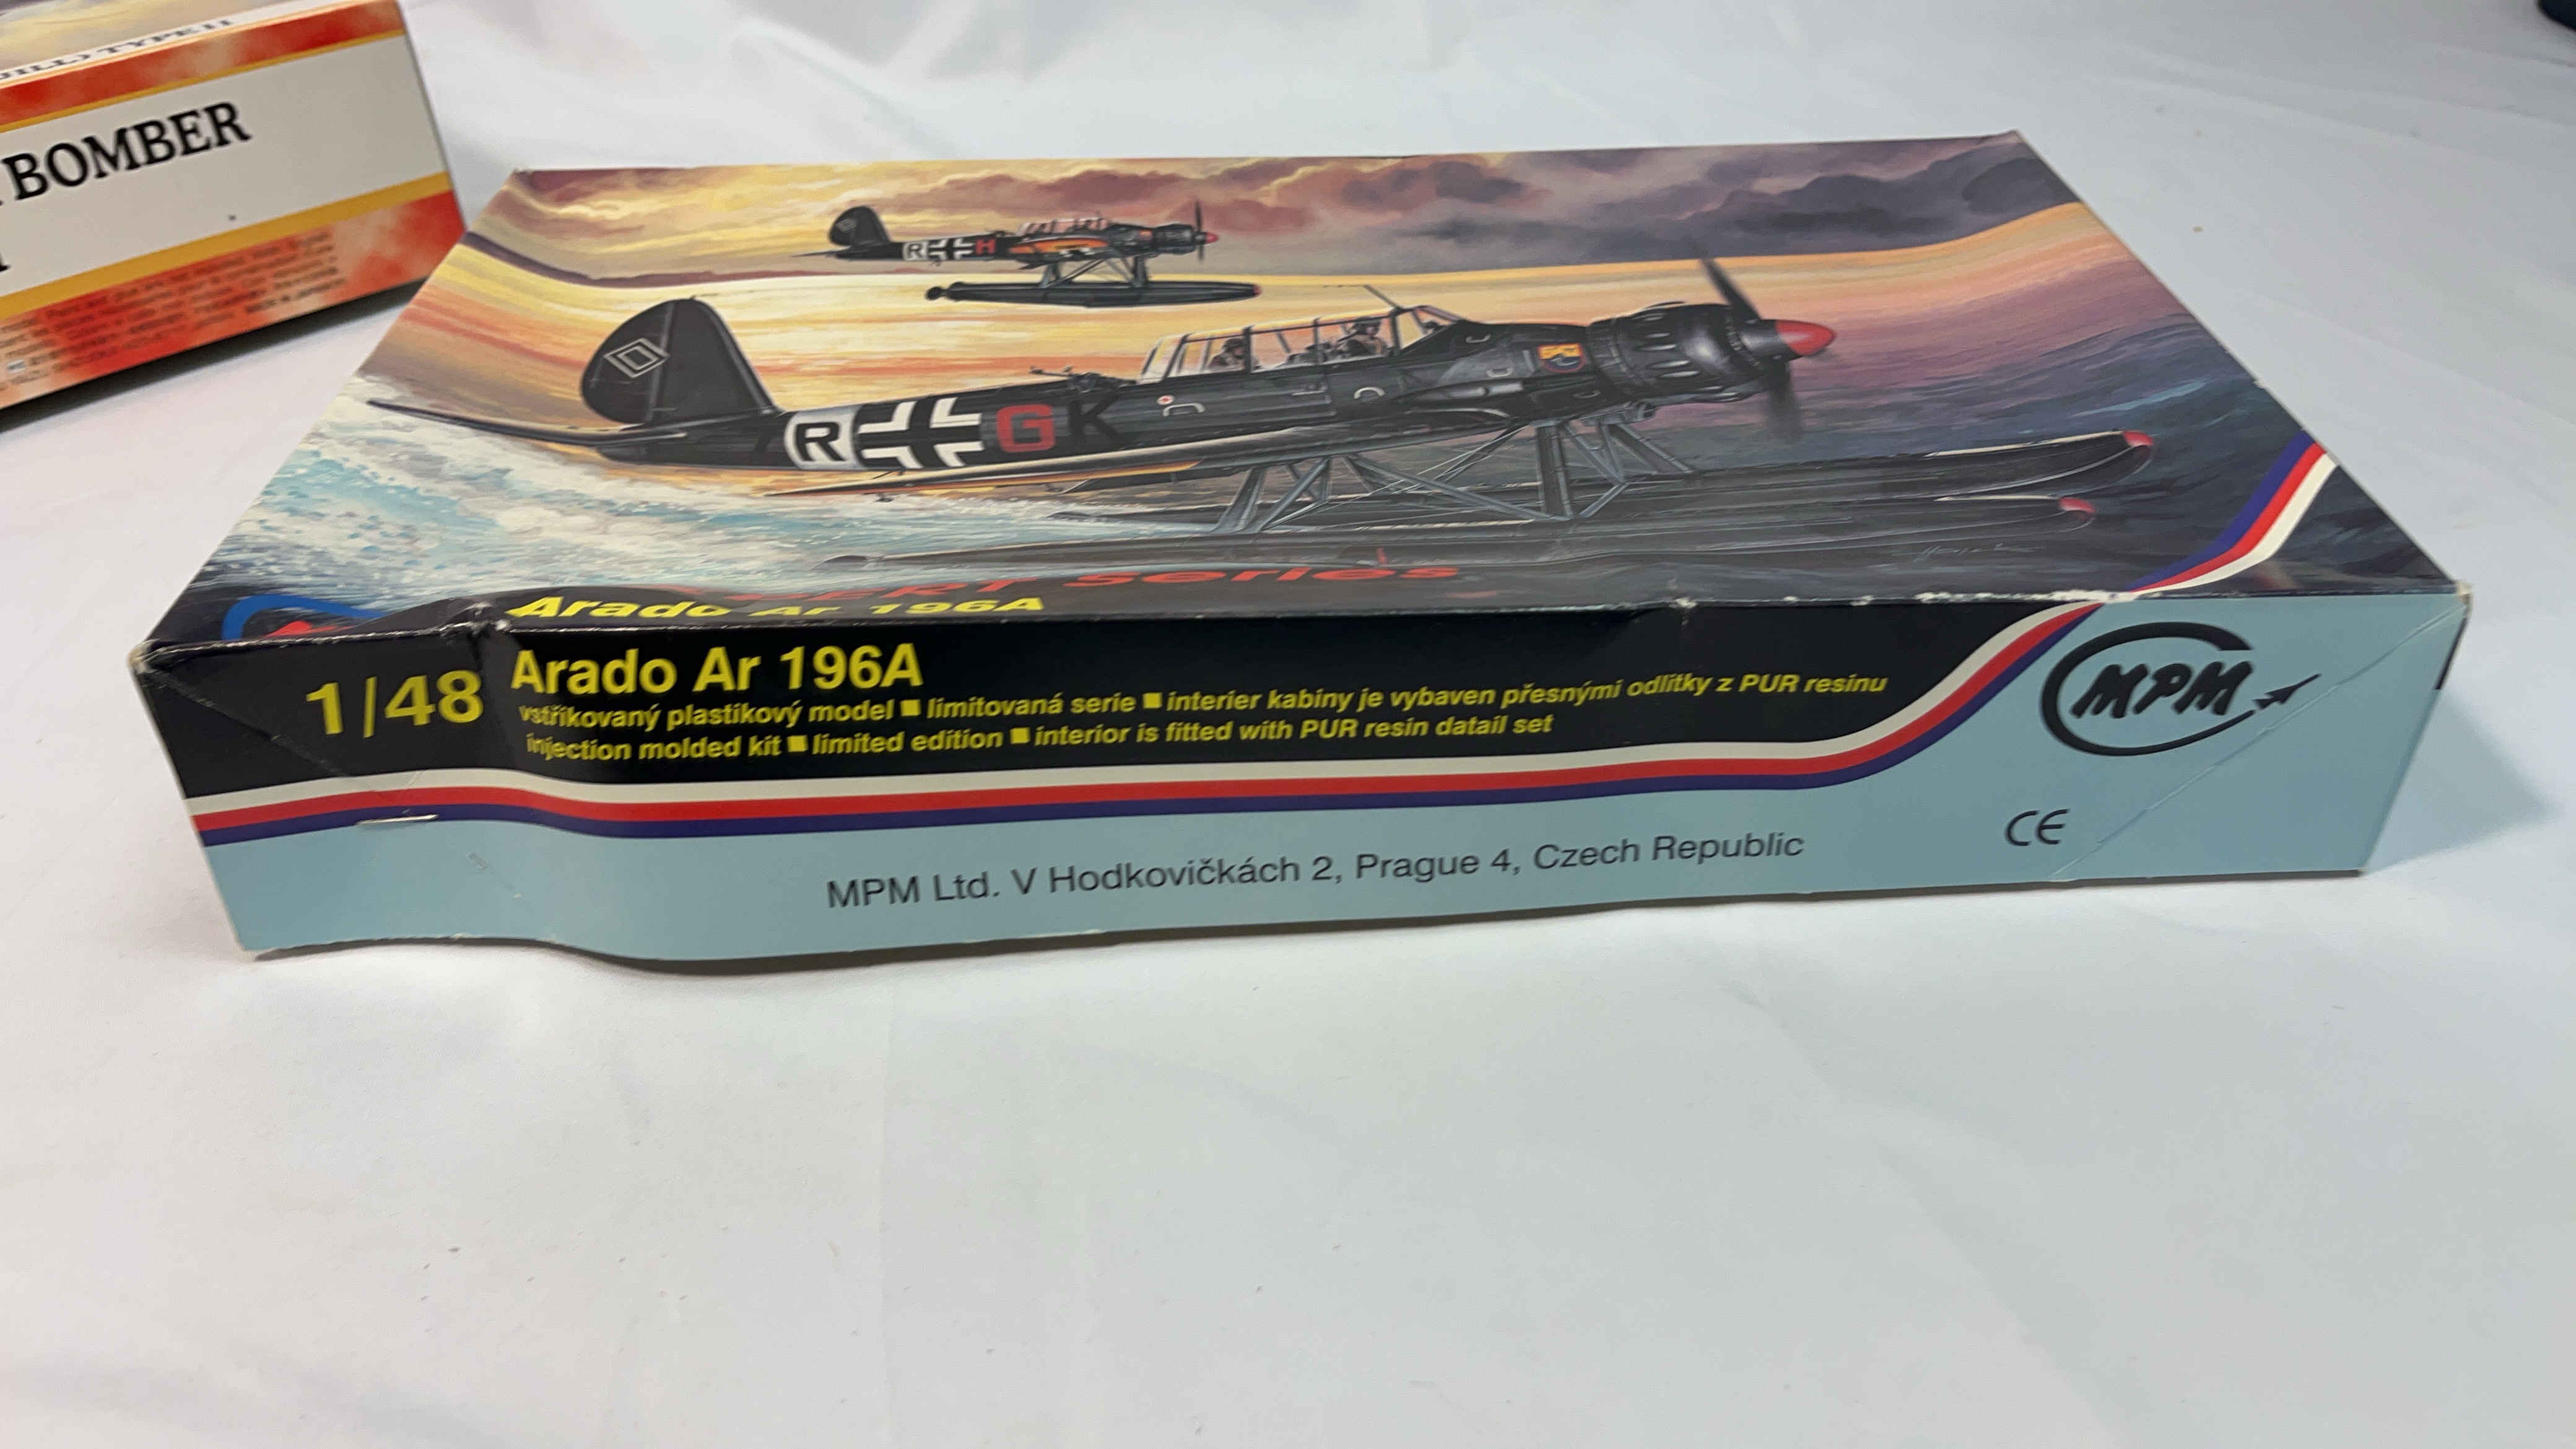 BOMBER
R H
R G K
Series
Arado Ar 196A
1/48
Arado Ar 196A
vstřikovaný plastikový model ■ limitovaná serie ■ interier kabiny je vybaven přesnými odlitky z PUR resinu
injection molded kit ■ limited edition ■ interior is fitted with PUR resin datail set
MPM
CE
MPM Ltd. V Hodkovičkách 2, Prague 4, Czech Republic